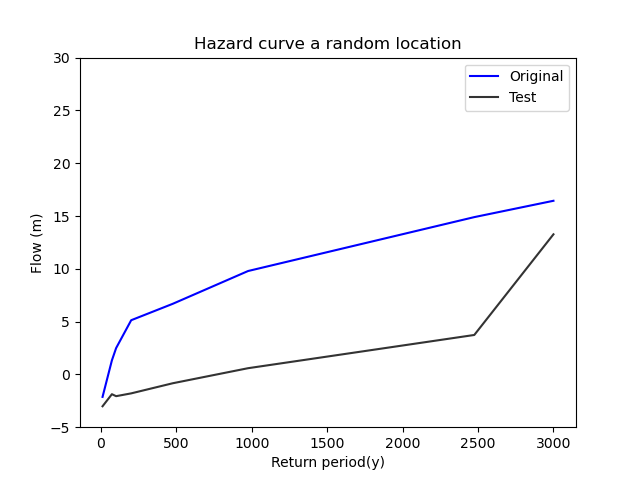 Hazard curve a random location
Original
Test
30
25
20
15
10
5
0
−5
Flow (m)
0 500 1000 1500 2000 2500 3000
Return period(y)